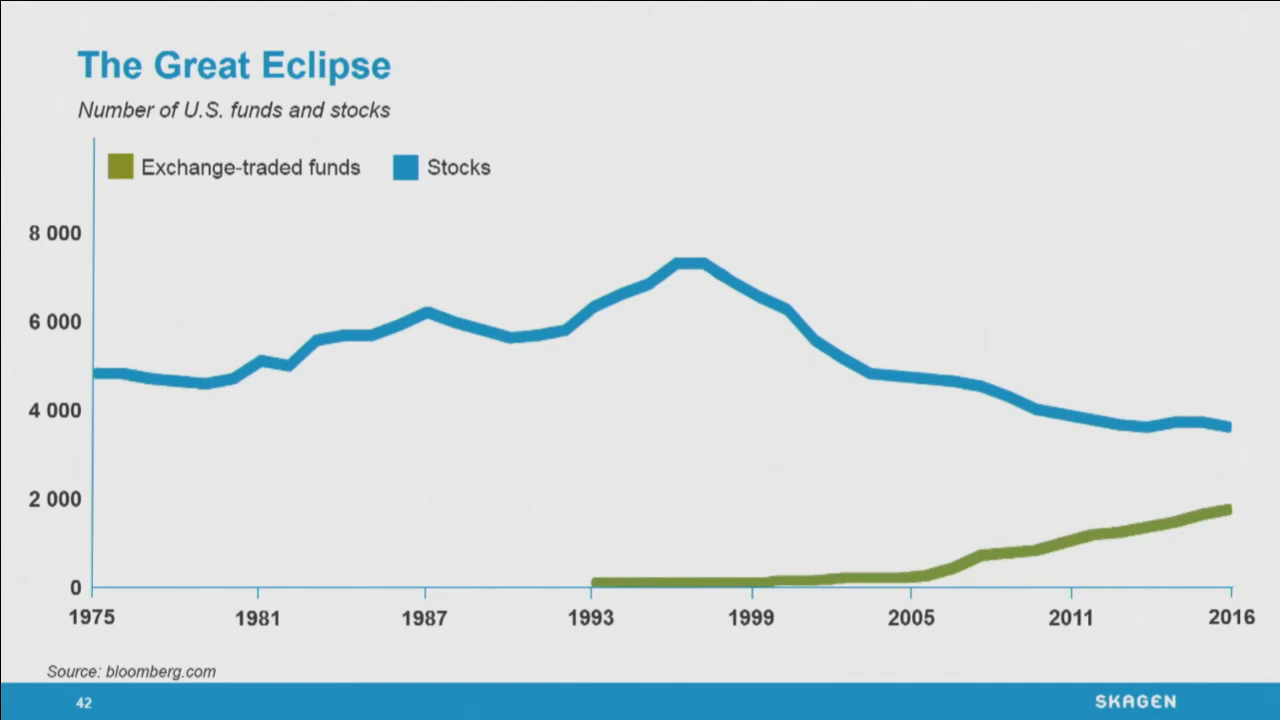 The Great Eclipse
Number of U.S. funds and stocks
Exchange-traded funds
Stocks
8 000
6 000
4 000
2 000
0
1975 1981 1987 1993 1999 2005 2011 2016
Source: bloomberg.com
42
SKAGEN